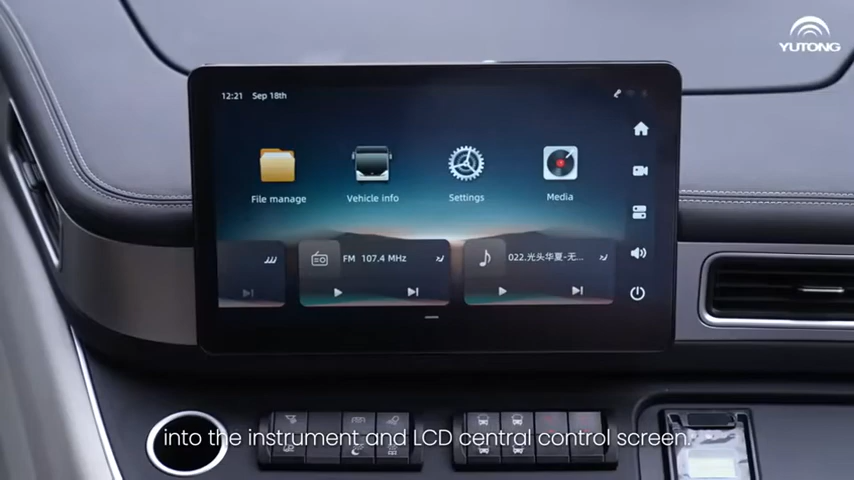 YUTONG
12:21 Sep 18th
File manage
Vehicle info
Settings
Media
FM 107.4 MHz
022.光头华夏-无...
into the instrument and LCD central control screen.